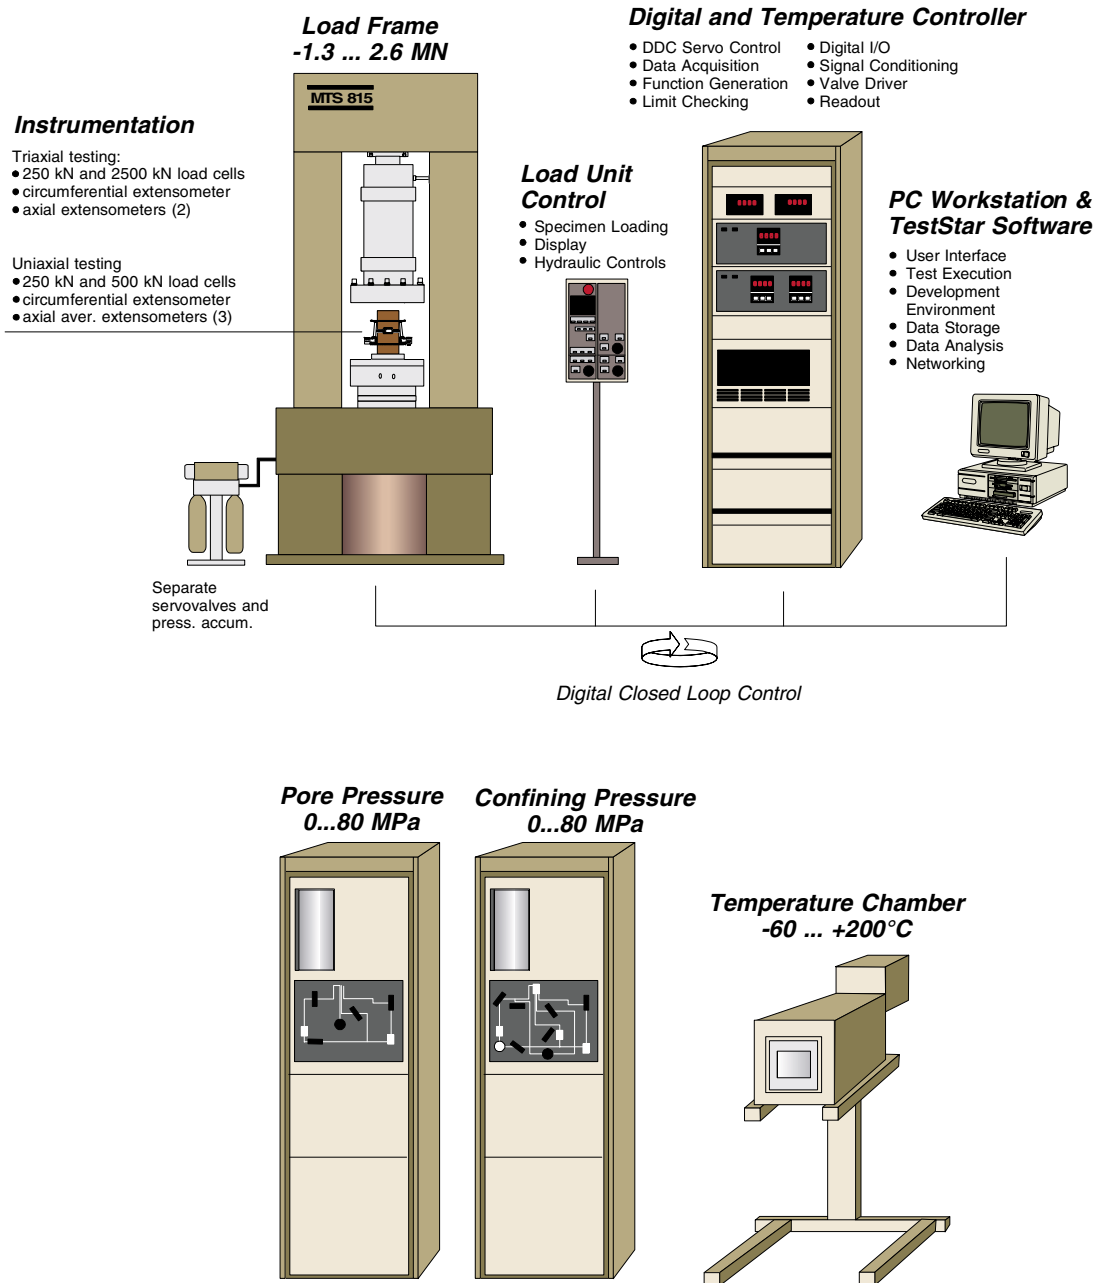 Load Frame
-1.3 ... 2.6 MN
MTS 815
Instrumentation
Triaxial testing:
• 250 kN and 2500 kN load cells
• circumferential extensometer
• axial extensometers (2)
Uniaxial testing
• 250 kN and 500 kN load cells
• circumferential extensometer
• axial aver. extensometers (3)
Separate
servovalves and
press. accum.
Load Unit
Control
• Specimen Loading
• Display
• Hydraulic Controls
Digital and Temperature Controller
• DDC Servo Control
• Data Acquisition
• Function Generation
• Limit Checking
• Digital I/O
• Signal Conditioning
• Valve Driver
• Readout
PC Workstation &
TestStar Software
• User Interface
• Test Execution
• Development
Environment
• Data Storage
• Data Analysis
• Networking
Digital Closed Loop Control
Pore Pressure
0...80 MPa
Confining Pressure
0...80 MPa
Temperature Chamber
-60 ... +200°C